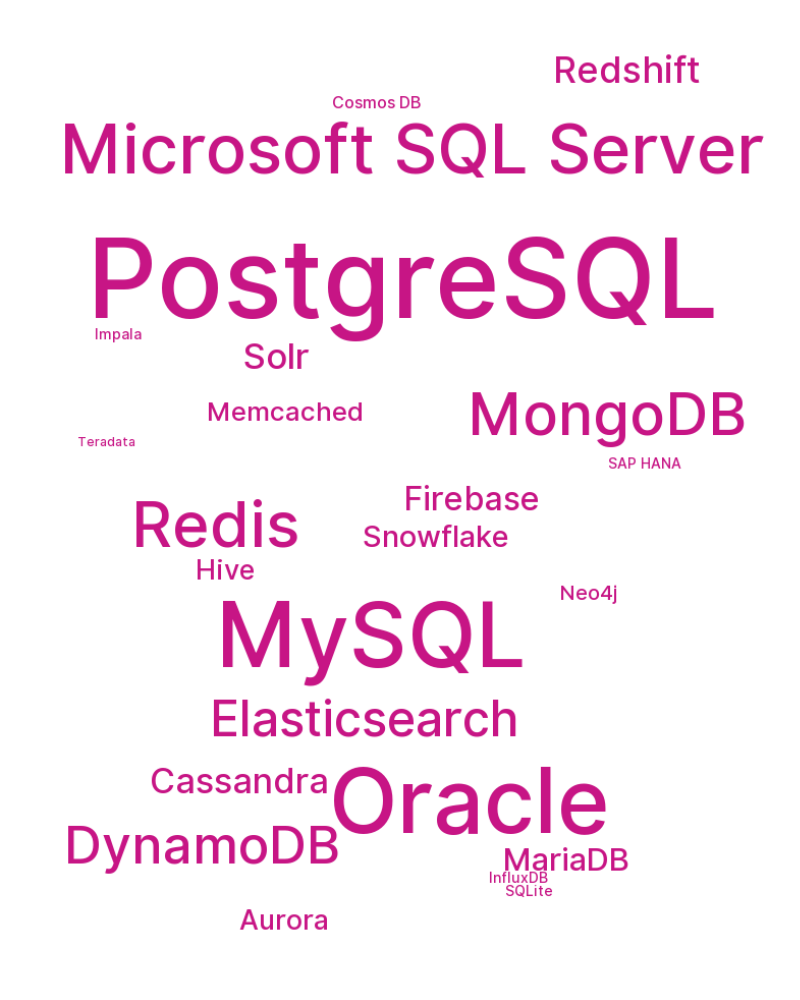 Redshift
Cosmos DB
Microsoft SQL Server
PostgreSQL
Impala
Solr
Memcached
MongoDB
Teradata
SAP HANA
Firebase
Redis
Snowflake
Hive
Neo4j
MySQL
Elasticsearch
Cassandra
Oracle
DynamoDB
MariaDB
InfluxDB
SQLite
Aurora